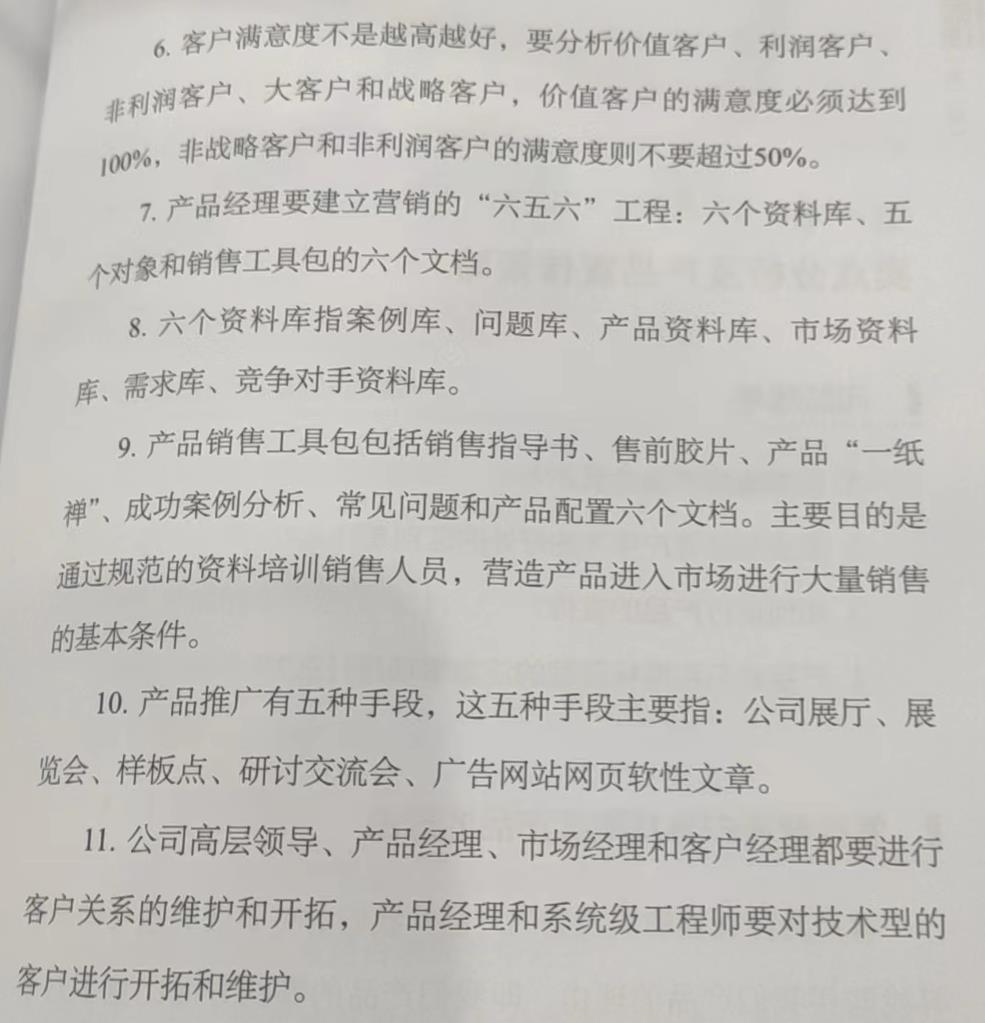 6. 客户满意度不是越高越好，要分析价值客户、利润客户、
非利润客户、大客户和战略客户，价值客户的满意度必须达到
100%，非战略客户和非利润客户的满意度则不要超过50%。
7. 产品经理要建立营销的“六五六”工程：六个资料库、五
个对象和销售工具包的六个文档。
8. 六个资料库指案例库、问题库、产品资料库、市场资料
库、需求库、竞争对手资料库。
9. 产品销售工具包包括销售指导书、售前胶片、产品“一纸
禅”、成功案例分析、常见问题和产品配置六个文档。主要目的是
通过规范的资料培训销售人员，营造产品进入市场进行大量销售
的基本条件。
10. 产品推广有五种手段，这五种手段主要指：公司展厅、展
览会、样板点、研讨交流会、广告网站网页软性文章。
11. 公司高层领导、产品经理、市场经理和客户经理都要进行
客户关系的维护和开拓，产品经理和系统级工程师要对技术型的
客户进行开拓和维护。